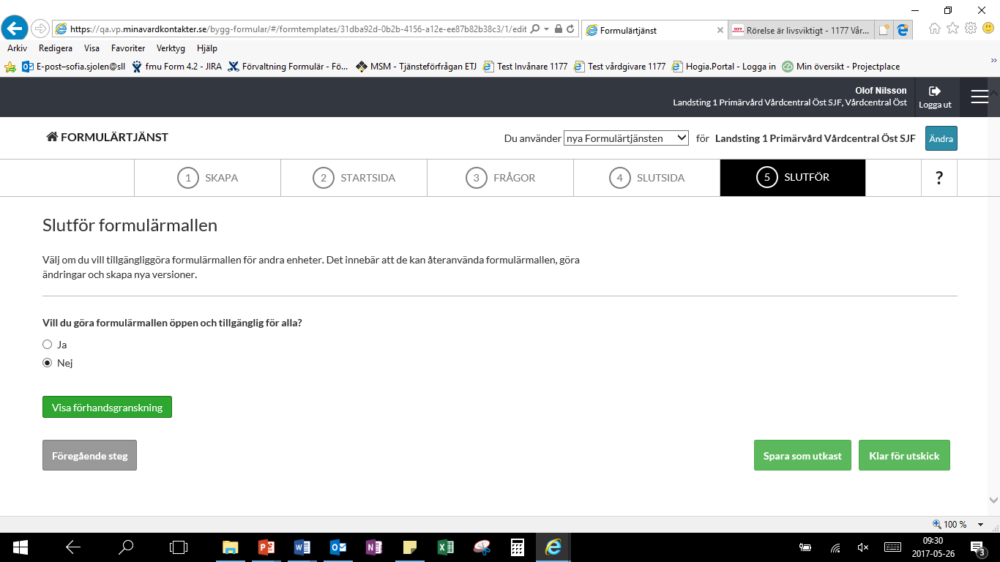 https://qa.vp.minavardkontakter.se/bygg-formular/#/formtemplates/31dba92d-0b2b-4156-a12e-ee87b82b38c3/1/edit
Formulärtjänst
Rörelse är livsviktigt - 1177 Vår...
Arkiv Redigera Visa Favoriter Verktyg Hjälp
E-post–sofia.sjolen@sll fmu Form 4.2 - JIRA Förvaltning Formulär - Fö... MSM - Tjänsteförfrågan ETJ Test Invånare 1177 Test vårdgivare 1177 Hogia.Portal - Logga in Min översikt - Projectplace
Olof Nilsson
Landsting 1 Primärvård Vårdcentral Öst SJF, Vårdcentral Öst
Logga ut
FORMULÄRTJÄNST
Du använder nya Formulärtjänsten för Landsting 1 Primärvård Vårdcentral Öst SJF Ändra
1 SKAPA 2 STARTSIDA 3 FRÅGOR 4 SLUTSIDA 5 SLUTFÖR ?
Slutför formulärmallen
Välj om du vill tillgängliggöra formulärmallen för andra enheter. Det innebär att de kan återanvända formulärmallen, göra
ändringar och skapa nya versioner.
Vill du göra formulärmallen öppen och tillgänglig för alla?
Ja
Nej
Visa förhandsgranskning
Föregående steg Spara som utkast Klar för utskick
100 %
09:30
2017-05-26
3